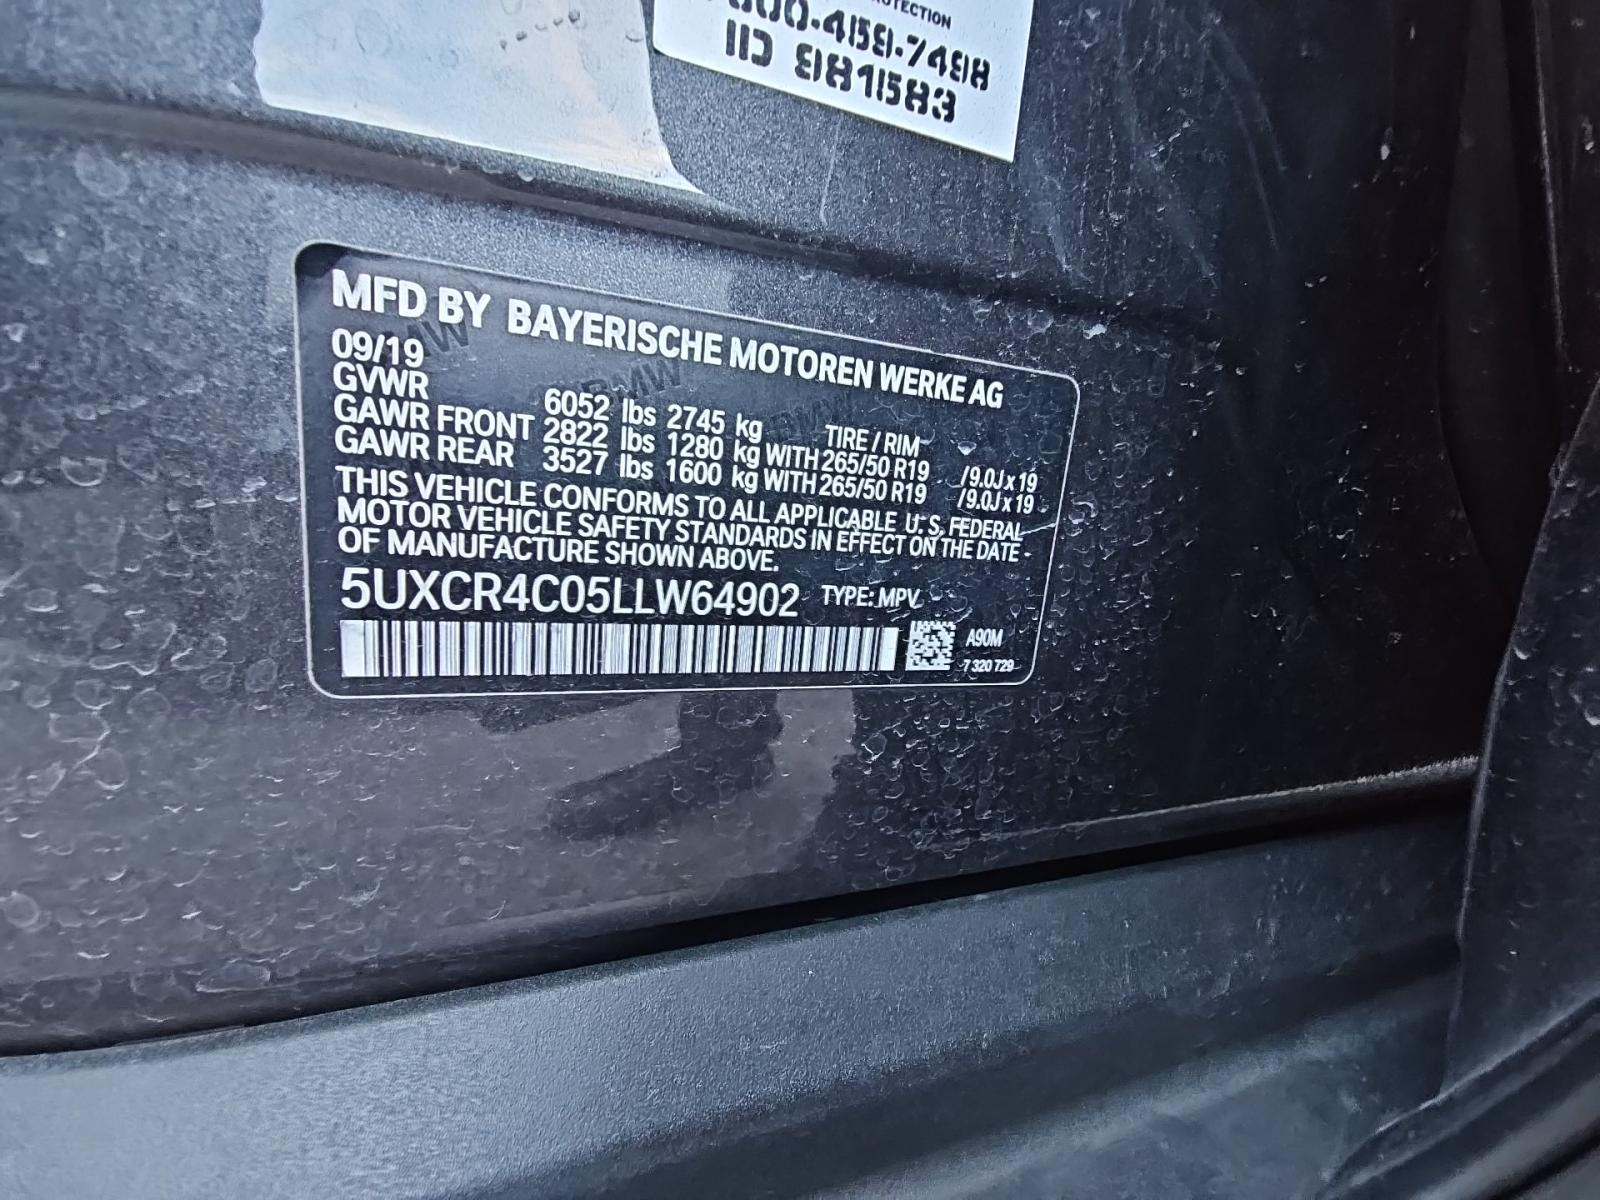 OTECTION
800-459-7498
ID 981583
MFD BY BAYERISCHE MOTOREN WERKE AG
09/19
GVWR 6052 lbs 2745 kg TIRE / RIM
GAWR FRONT 2822 lbs 1280 kg WITH 265/50 R19 /9.0J x 19
GAWR REAR 3527 lbs 1600 kg WITH 265/50 R19 /9.0J x 19
THIS VEHICLE CONFORMS TO ALL APPLICABLE U. S. FEDERAL
MOTOR VEHICLE SAFETY STANDARDS IN EFFECT ON THE DATE
OF MANUFACTURE SHOWN ABOVE.
5UXCR4C05LLW64902 TYPE: MPV
A90M
7 320 729